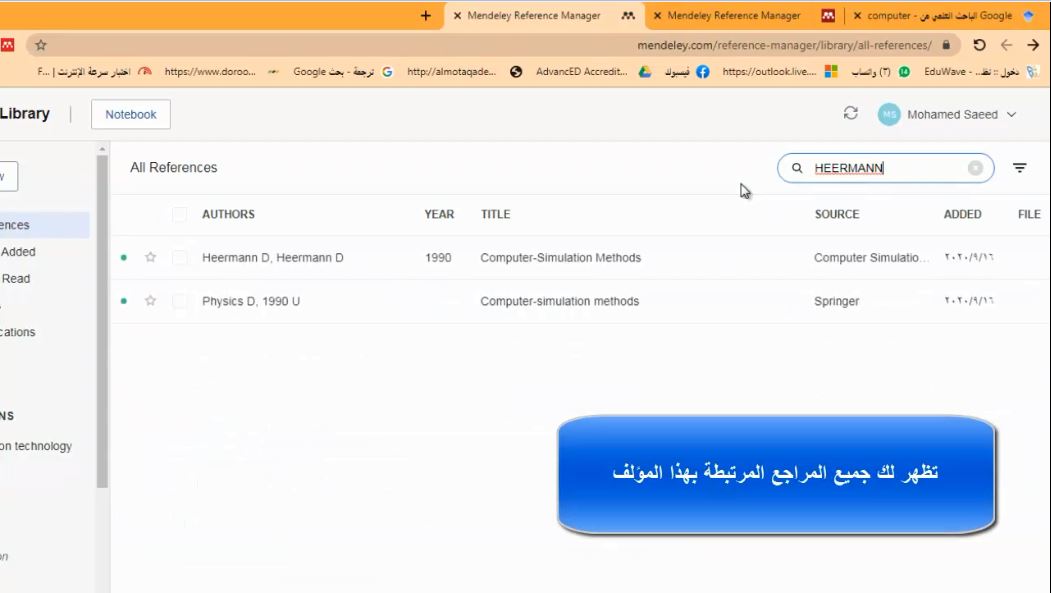 Mendeley Reference Manager
Mendeley Reference Manager
computer - الباحث العلمي من Google
mendeley.com/reference-manager/library/all-references/
اختبار سرعة الإنترنت | F...
https://www.doroo...
ترجمة - بحث Google
http://almotaqade...
AdvancED Accredit...
فيسبوك
https://outlook.live...
(٣) واتساب
دخول :: نظ... - EduWave
Library
Notebook
MS
Mohamed Saeed
All References
HEERMANN
ences
Added
Read
cations
NS
on technology
on
AUTHORS YEAR TITLE SOURCE ADDED FILE
Heermann D, Heermann D 1990 Computer-Simulation Methods Computer Simulatio... ٢٠٢٠/٩/١٦
Physics D, 1990 U Computer-simulation methods Springer ٢٠٢٠/٩/١٦
تظهر لك جميع المراجع المرتبطة بهذا المؤلف